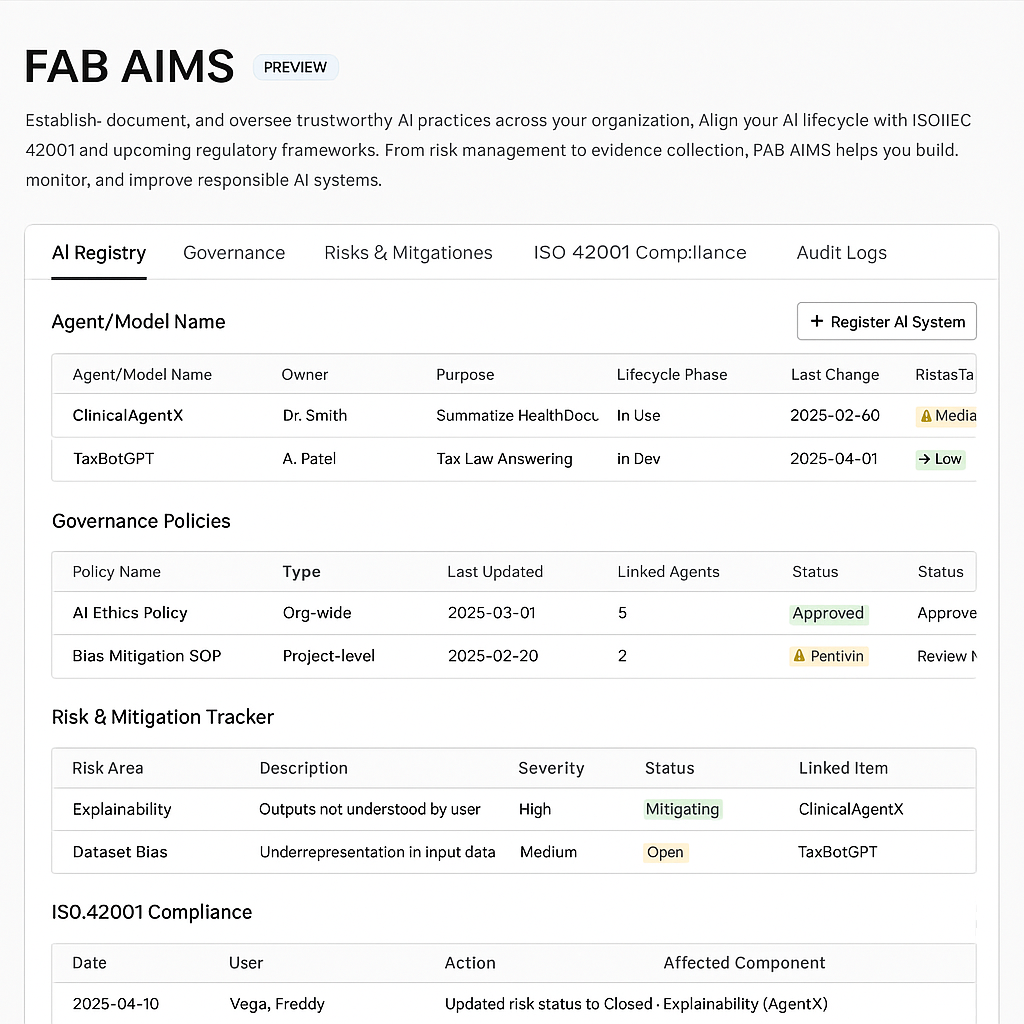 FAB AIMS PREVIEW
Establish- document, and oversee trustworthy AI practices across your organization, Align your AI lifecycle with ISOIIEC
42001 and upcoming regulatory frameworks. From risk management to evidence collection, PAB AIMS helps you build.
monitor, and improve responsible AI systems.
AI Registry Governance Risks & Mitgationes ISO 42001 Comp:llance Audit Logs
Agent/Model Name + Register AI System
Agent/Model Name Owner Purpose Lifecycle Phase Last Change RistasTa
ClinicalAgentX Dr. Smith Summatize HealthDocu In Use 2025-02-60 Media
TaxBotGPT A. Patel Tax Law Answering in Dev 2025-04-01 → Low
Governance Policies
Policy Name Type Last Updated Linked Agents Status Status
AI Ethics Policy Org-wide 2025-03-01 5 Approved Approve
Bias Mitigation SOP Project-level 2025-02-20 2 Pentivin Review N
Risk & Mitigation Tracker
Risk Area Description Severity Status Linked Item
Explainability Outputs not understood by user High Mitigating ClinicalAgentX
Dataset Bias Underrepresentation in input data Medium Open TaxBotGPT
ISO.42001 Compliance
Date User Action Affected Component
2025-04-10 Vega, Freddy Updated risk status to Closed · Explainability (AgentX)